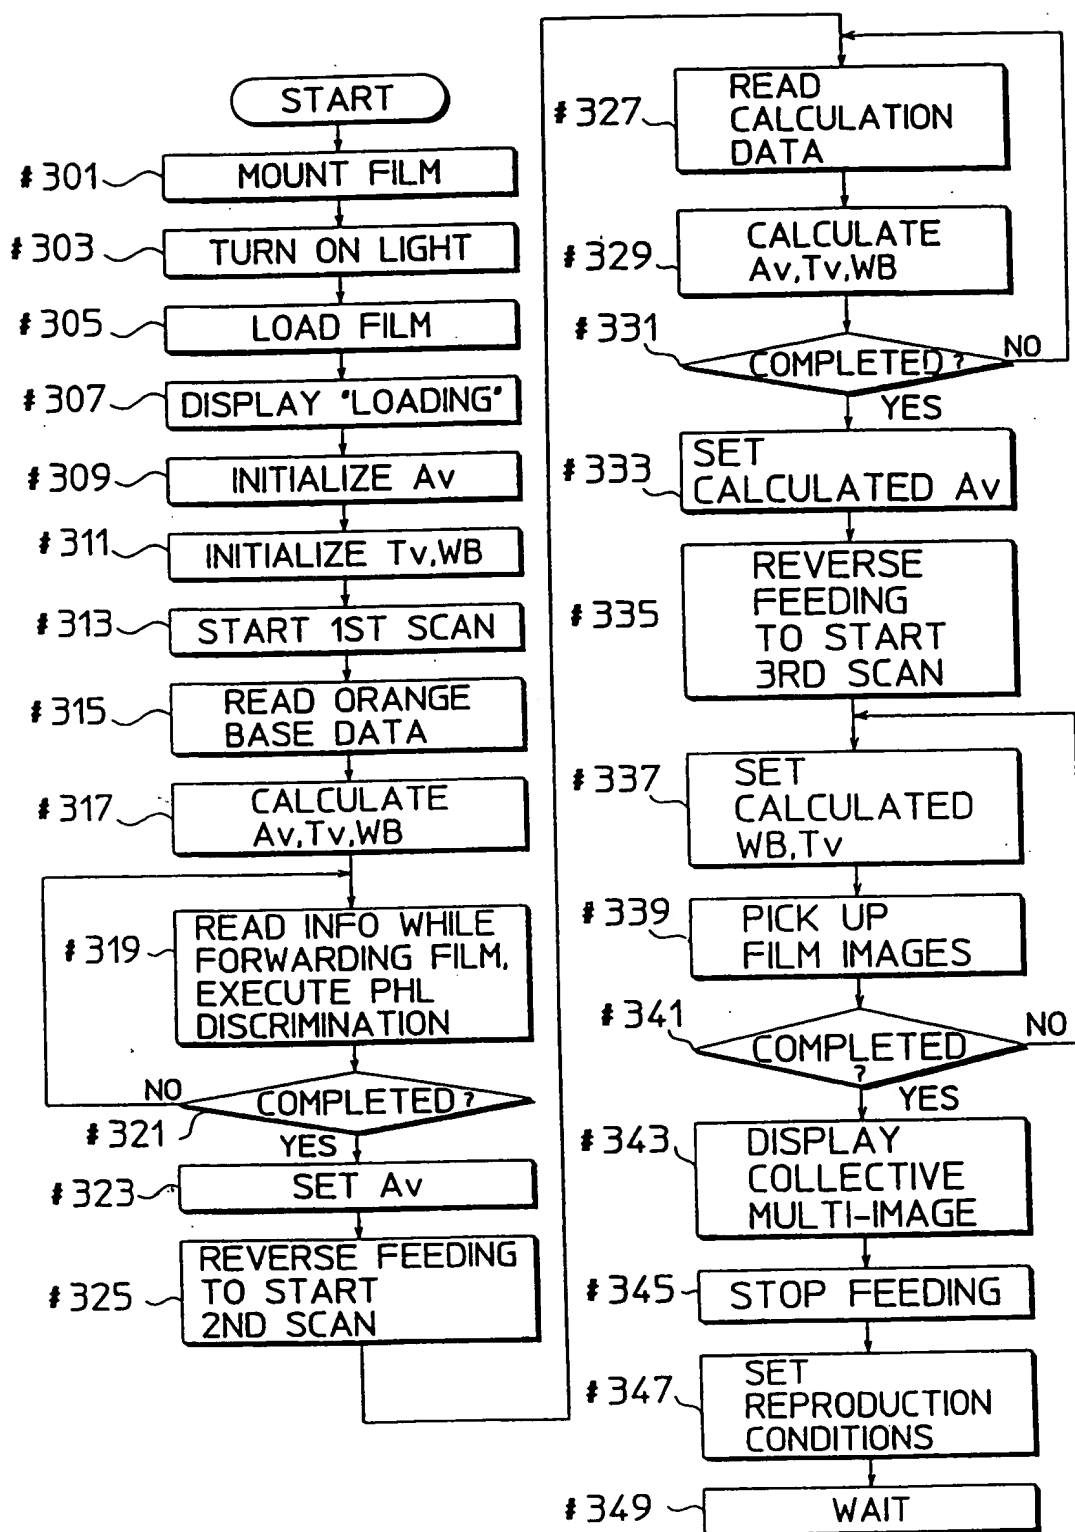 START
#301
MOUNT FILM
#303
TURN ON LIGHT
#305
LOAD FILM
#307
DISPLAY "LOADING"
#309
INITIALIZE Av
#311
INITIALIZE Tv,WB
#313
START 1ST SCAN
#315
READ ORANGE
BASE DATA
#317
CALCULATE
Av,Tv,WB
#319
READ INFO WHILE
FORWARDING FILM,
EXECUTE PHL
DISCRIMINATION
NO
COMPLETED?
#321
YES
#323
SET Av
#325
REVERSE FEEDING
TO START
2ND SCAN
#327
READ
CALCULATION
DATA
#329
CALCULATE
Av,Tv,WB
#331
COMPLETED?
NO
YES
#333
SET
CALCULATED Av
#335
REVERSE
FEEDING
TO START
3RD SCAN
#337
SET
CALCULATED
WB,Tv
#339
PICK UP
FILM IMAGES
#341
COMPLETED
?
NO
YES
#343
DISPLAY
COLLECTIVE
MULTI-IMAGE
#345
STOP FEEDING
#347
SET
REPRODUCTION
CONDITIONS
#349
WAIT